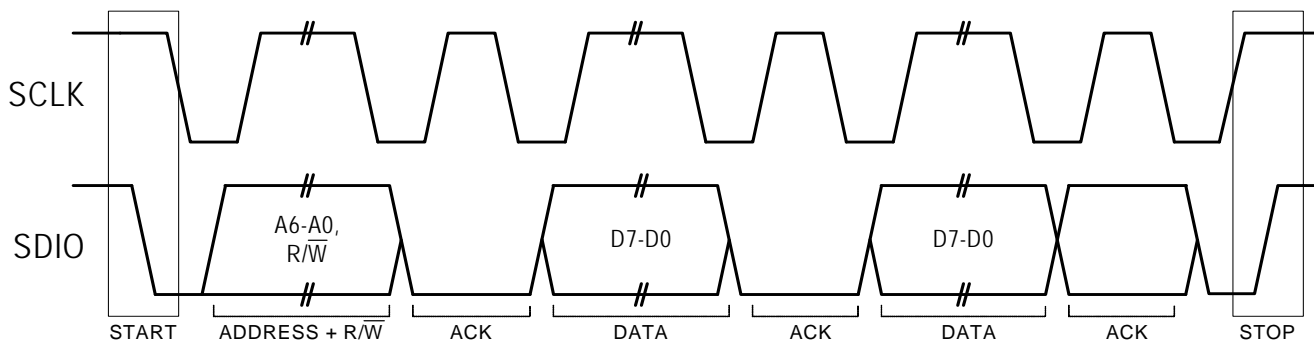 SCLK
SDIO
A6-A0,
R/W̅
D7-D0
D7-D0
START
ADDRESS + R/W̅
ACK
DATA
ACK
DATA
ACK
STOP